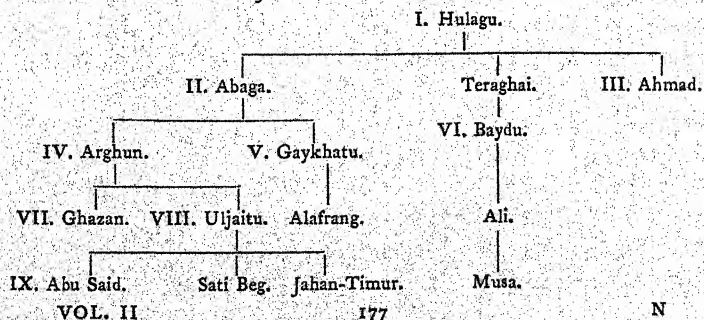 I. Hulagu.
II. Abaga. Teraghai. III. Ahmad.
VI. Baydu.
IV. Arghun. V. Gaykhatu.
VII. Ghazan. VIII. Uljaitu. Alafrang. Ali.
IX. Abu Said. Sati Beg. Jahan-Timur. Musa.
VOL. II 177 N